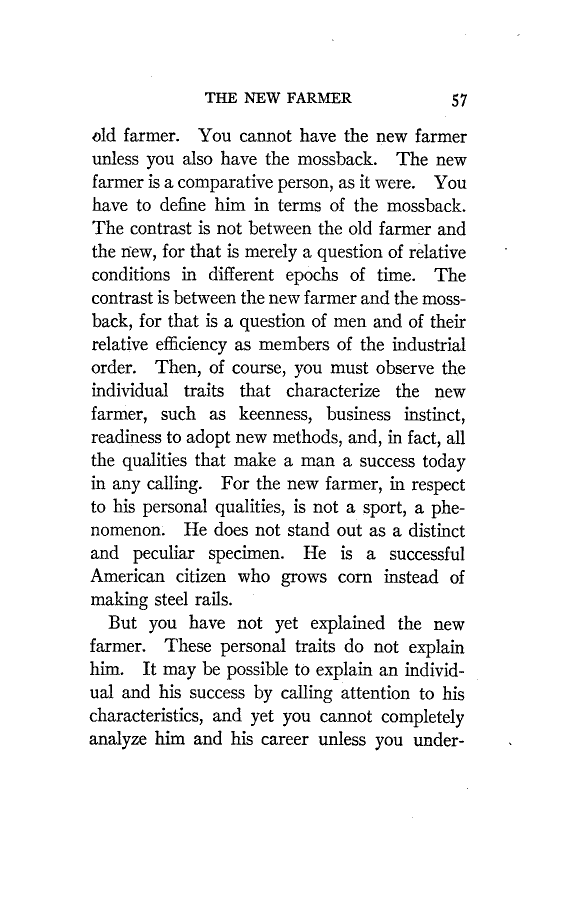 THE NEW FARMER 57
old farmer. You cannot have the new farmer
unless you also have the mossback. The new
farmer is a comparative person, as it were. You
have to define him in terms of the mossback.
The contrast is not between the old farmer and
the new, for that is merely a question of relative
conditions in different epochs of time. The
contrast is between the new farmer and the moss-
back, for that is a question of men and of their
relative efficiency as members of the industrial
order. Then, of course, you must observe the
individual traits that characterize the new
farmer, such as keenness, business instinct,
readiness to adopt new methods, and, in fact, all
the qualities that make a man a success today
in any calling. For the new farmer, in respect
to his personal qualities, is not a sport, a phe-
nomenon. He does not stand out as a distinct
and peculiar specimen. He is a successful
American citizen who grows corn instead of
making steel rails.
But you have not yet explained the new
farmer. These personal traits do not explain
him. It may be possible to explain an individ-
ual and his success by calling attention to his
characteristics, and yet you cannot completely
analyze him and his career unless you under-